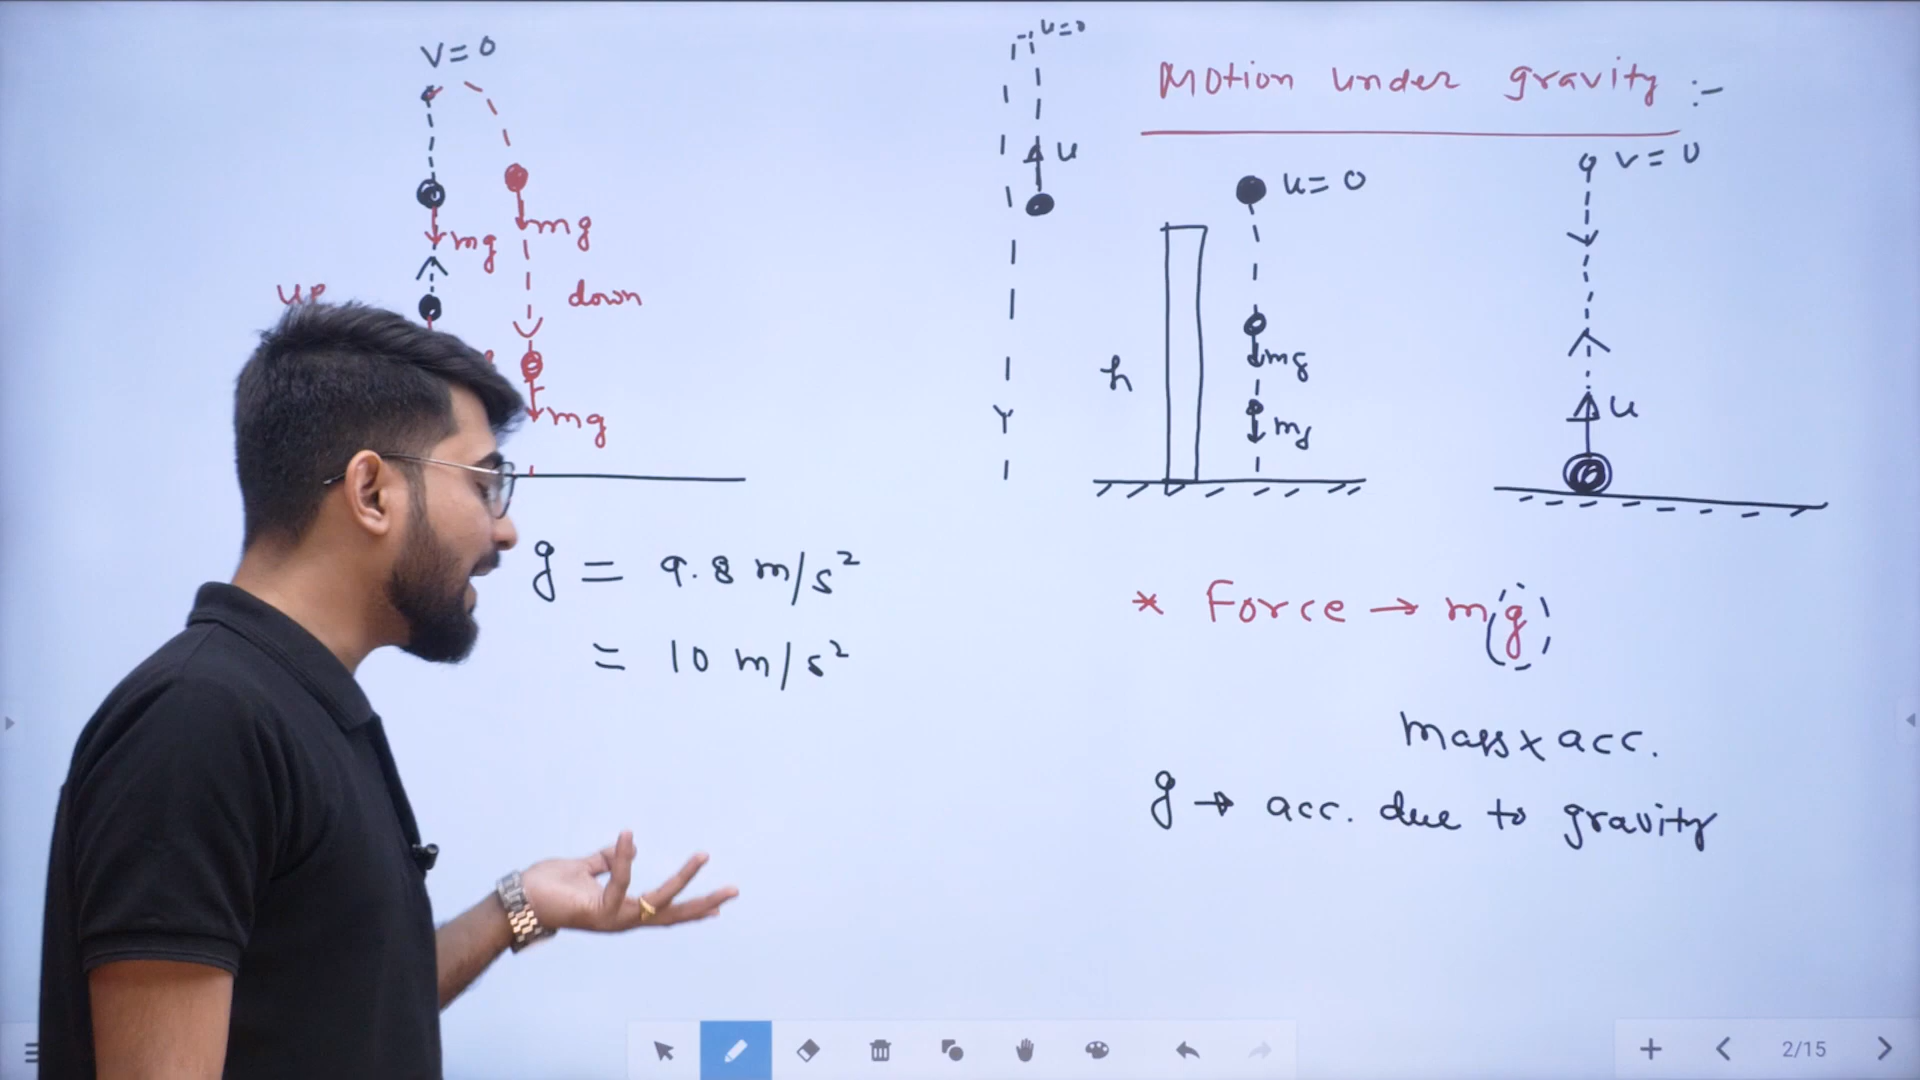 V = 0
mg
mg
up
down
mg
g = 9.8 m/s²
= 10 m/s²
u=0
u
Motion under gravity :-
u = 0
h
mg
mg
v = 0
u
* Force → mg
mass x acc.
g → acc. due to gravity
2/15